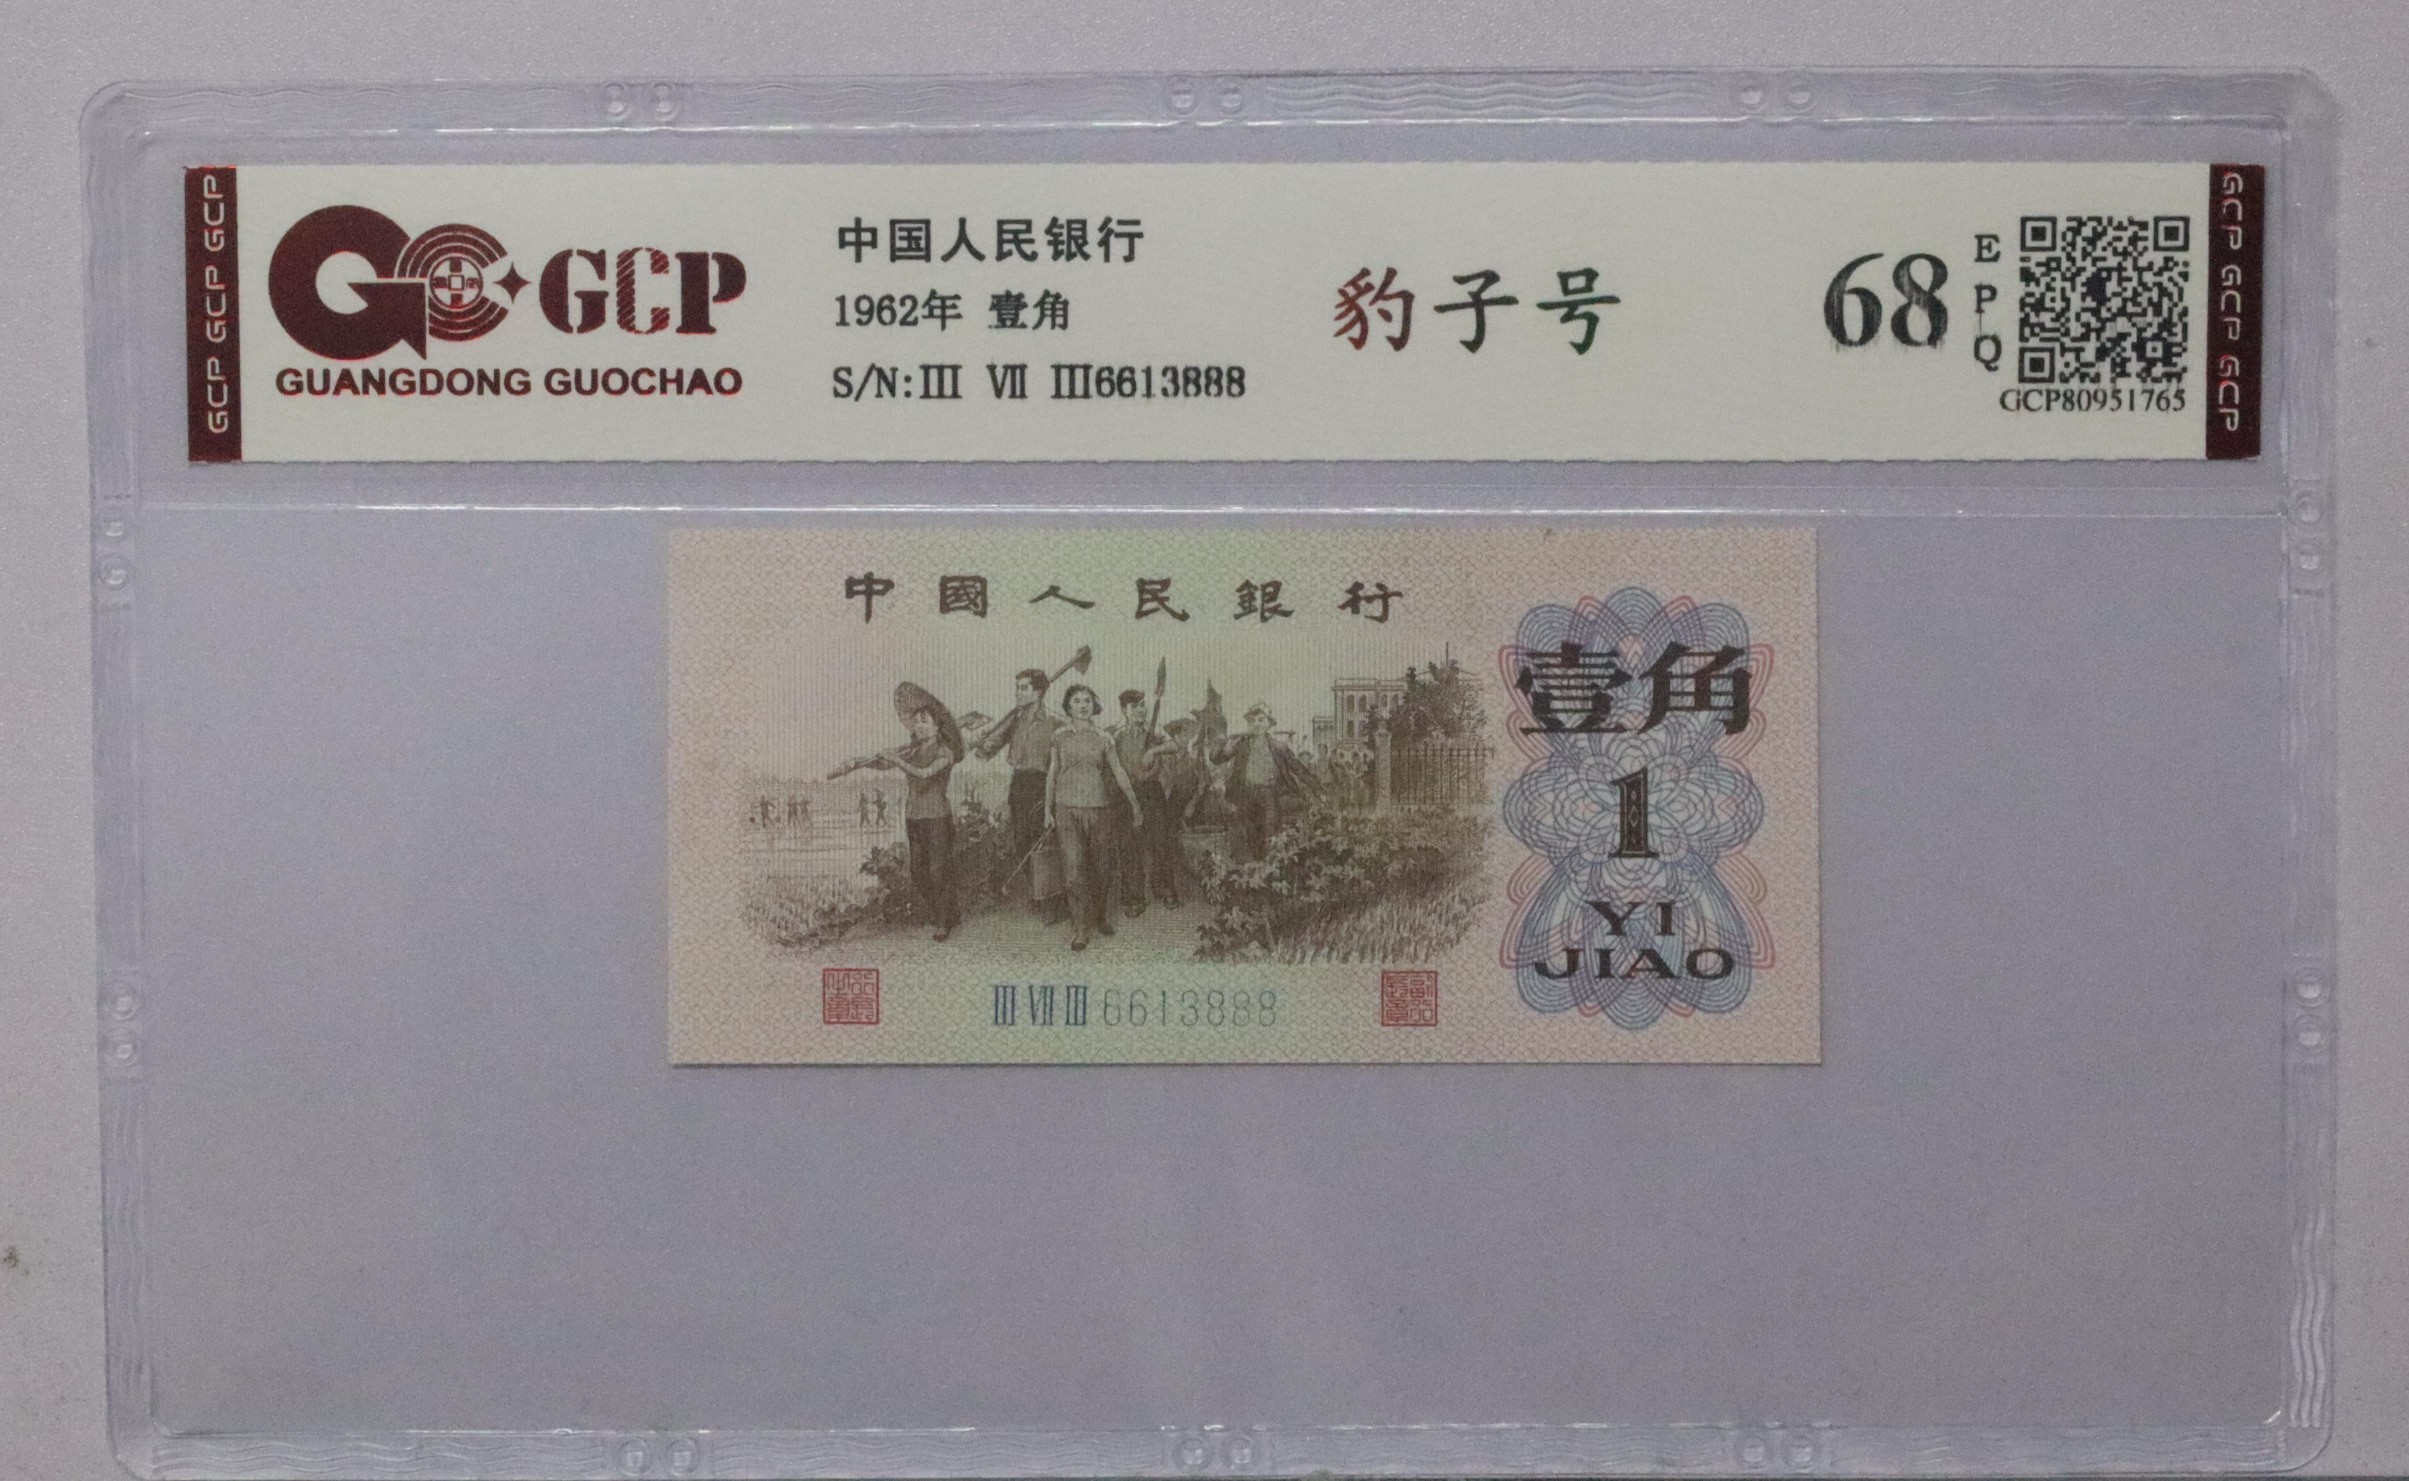 GCP GCP GCP
GCP
GUANGDONG GUOCHAO
中国人民银行
1962年 壹角
S/N:III VII III6613888
豹子号
68
E
P
Q
GCP80951765
GCP GCP GCP
中國人民銀行
壹角
1
YI
JIAO
III VII III 6613888